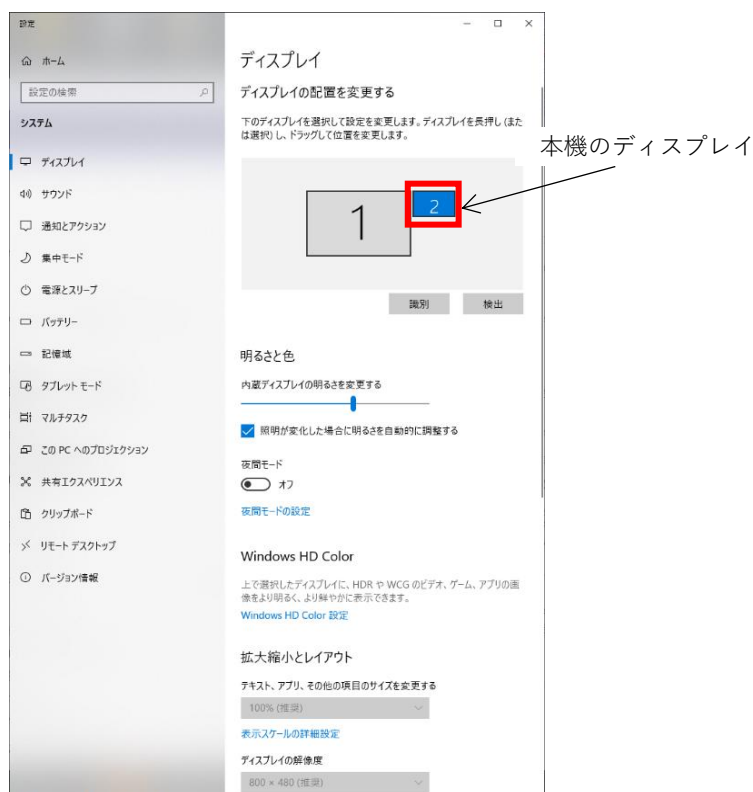 設定
ホーム
設定の検索
システム
ディスプレイ
サウンド
通知とアクション
集中モード
電源とスリープ
バッテリー
記憶域
タブレット モード
マルチタスク
この PC へのプロジェクション
共有エクスペリエンス
クリップボード
リモート デスクトップ
バージョン情報
ディスプレイ
ディスプレイの配置を変更する
下のディスプレイを選択して設定を変更します。ディスプレイを長押し (また
は選択) し、ドラッグして位置を変更します。
本機のディスプレイ
1
2
識別
検出
明るさと色
内蔵ディスプレイの明るさを変更する
照明が変化した場合に明るさを自動的に調整する
夜間モード
オフ
夜間モードの設定
Windows HD Color
上で選択したディスプレイに、HDR や WCG のビデオ、ゲーム、アプリの画
像をより明るく、より鮮やかに表示できます。
Windows HD Color 設定
拡大縮小とレイアウト
テキスト、アプリ、その他の項目のサイズを変更する
100% (推奨)
表示スケールの詳細設定
ディスプレイの解像度
800 × 480 (推奨)